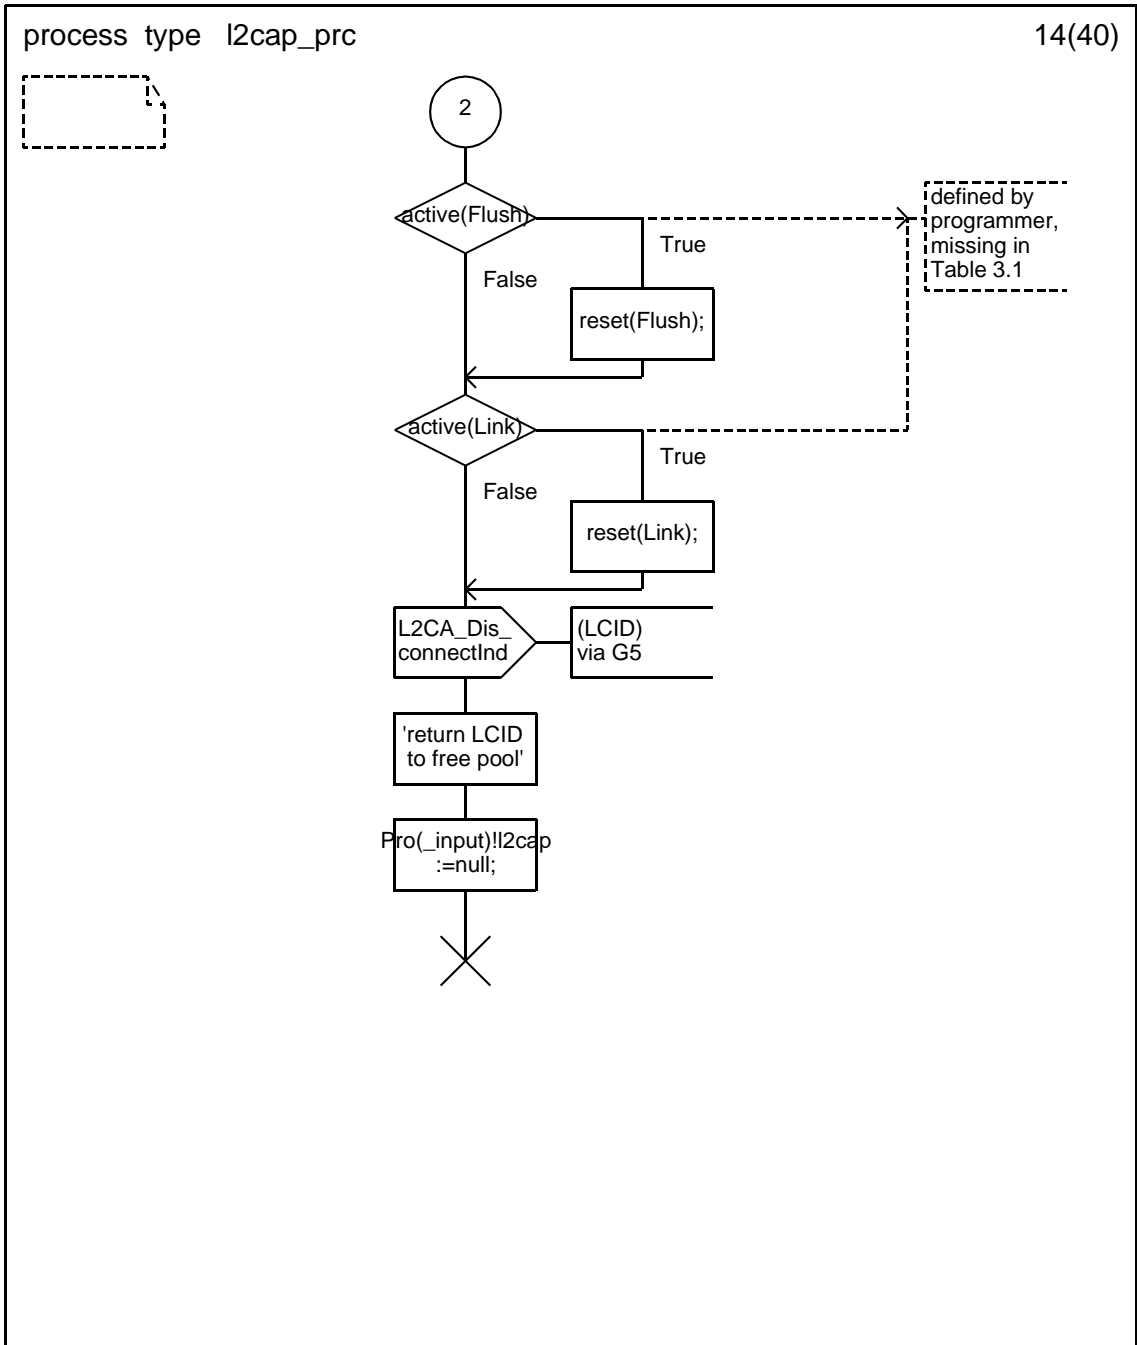 process type l2cap_prc
14(40)
2
active(Flush)
defined by
programmer,
missing in
Table 3.1
True
False
reset(Flush);
active(Link)
True
False
reset(Link);
L2CA_Dis_
connectInd
(LCID)
via G5
'return LCID
to free pool'
Pro(_input)!l2cap
:=null;